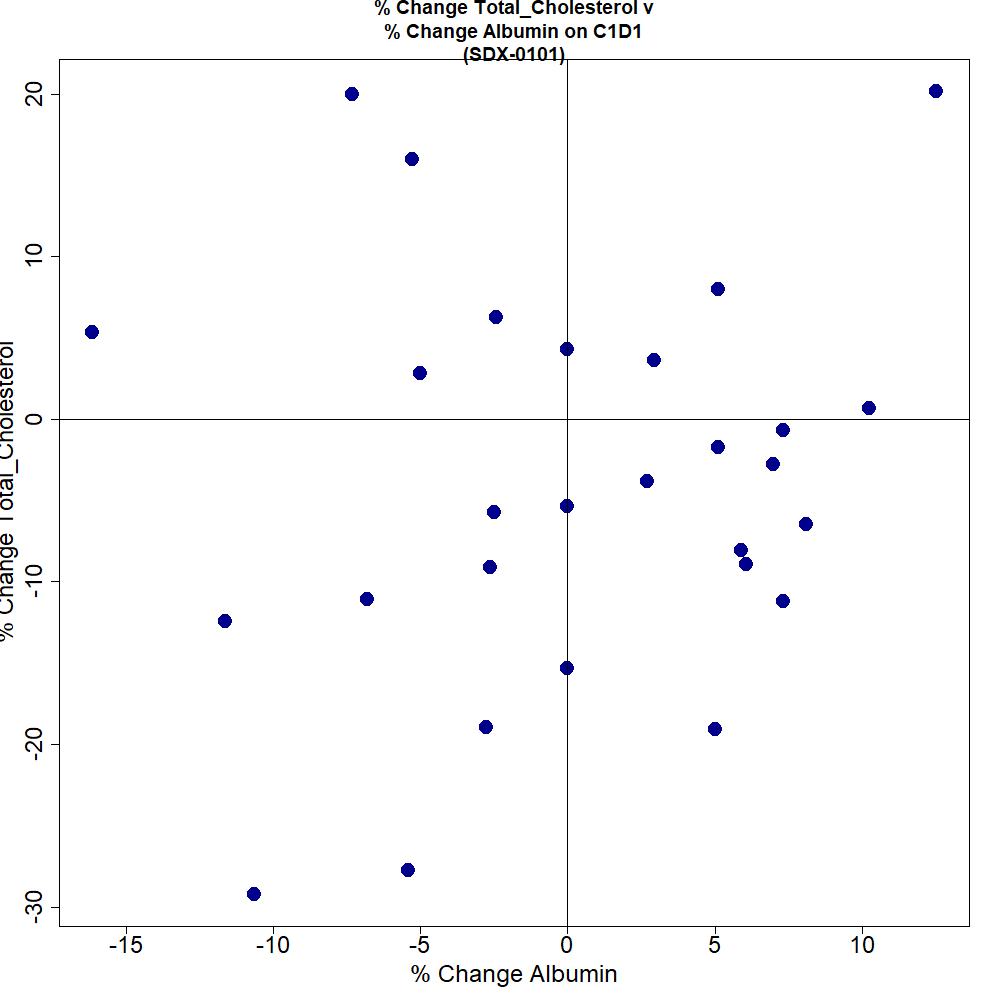 % Change Total_Cholesterol v
% Change Albumin on C1D1
(SDX-0101)
% Change Total_Cholesterol
20
10
0
-10
-20
-30
-15
-10
-5
0
5
10
% Change Albumin